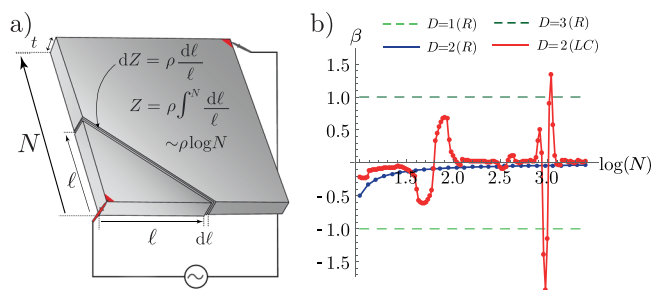 a)
t
dZ = ρ dℓ/ℓ
Z = ρ∫^N dℓ/ℓ
~ρlogN
N
ℓ
ℓ
dℓ
b)
D=1(R)
D=3(R)
D=2(R)
D=2(LC)
β
1.5
1.0
0.5
-0.5
-1.0
-1.5
1.5
2.0
2.5
3.0
log(N)